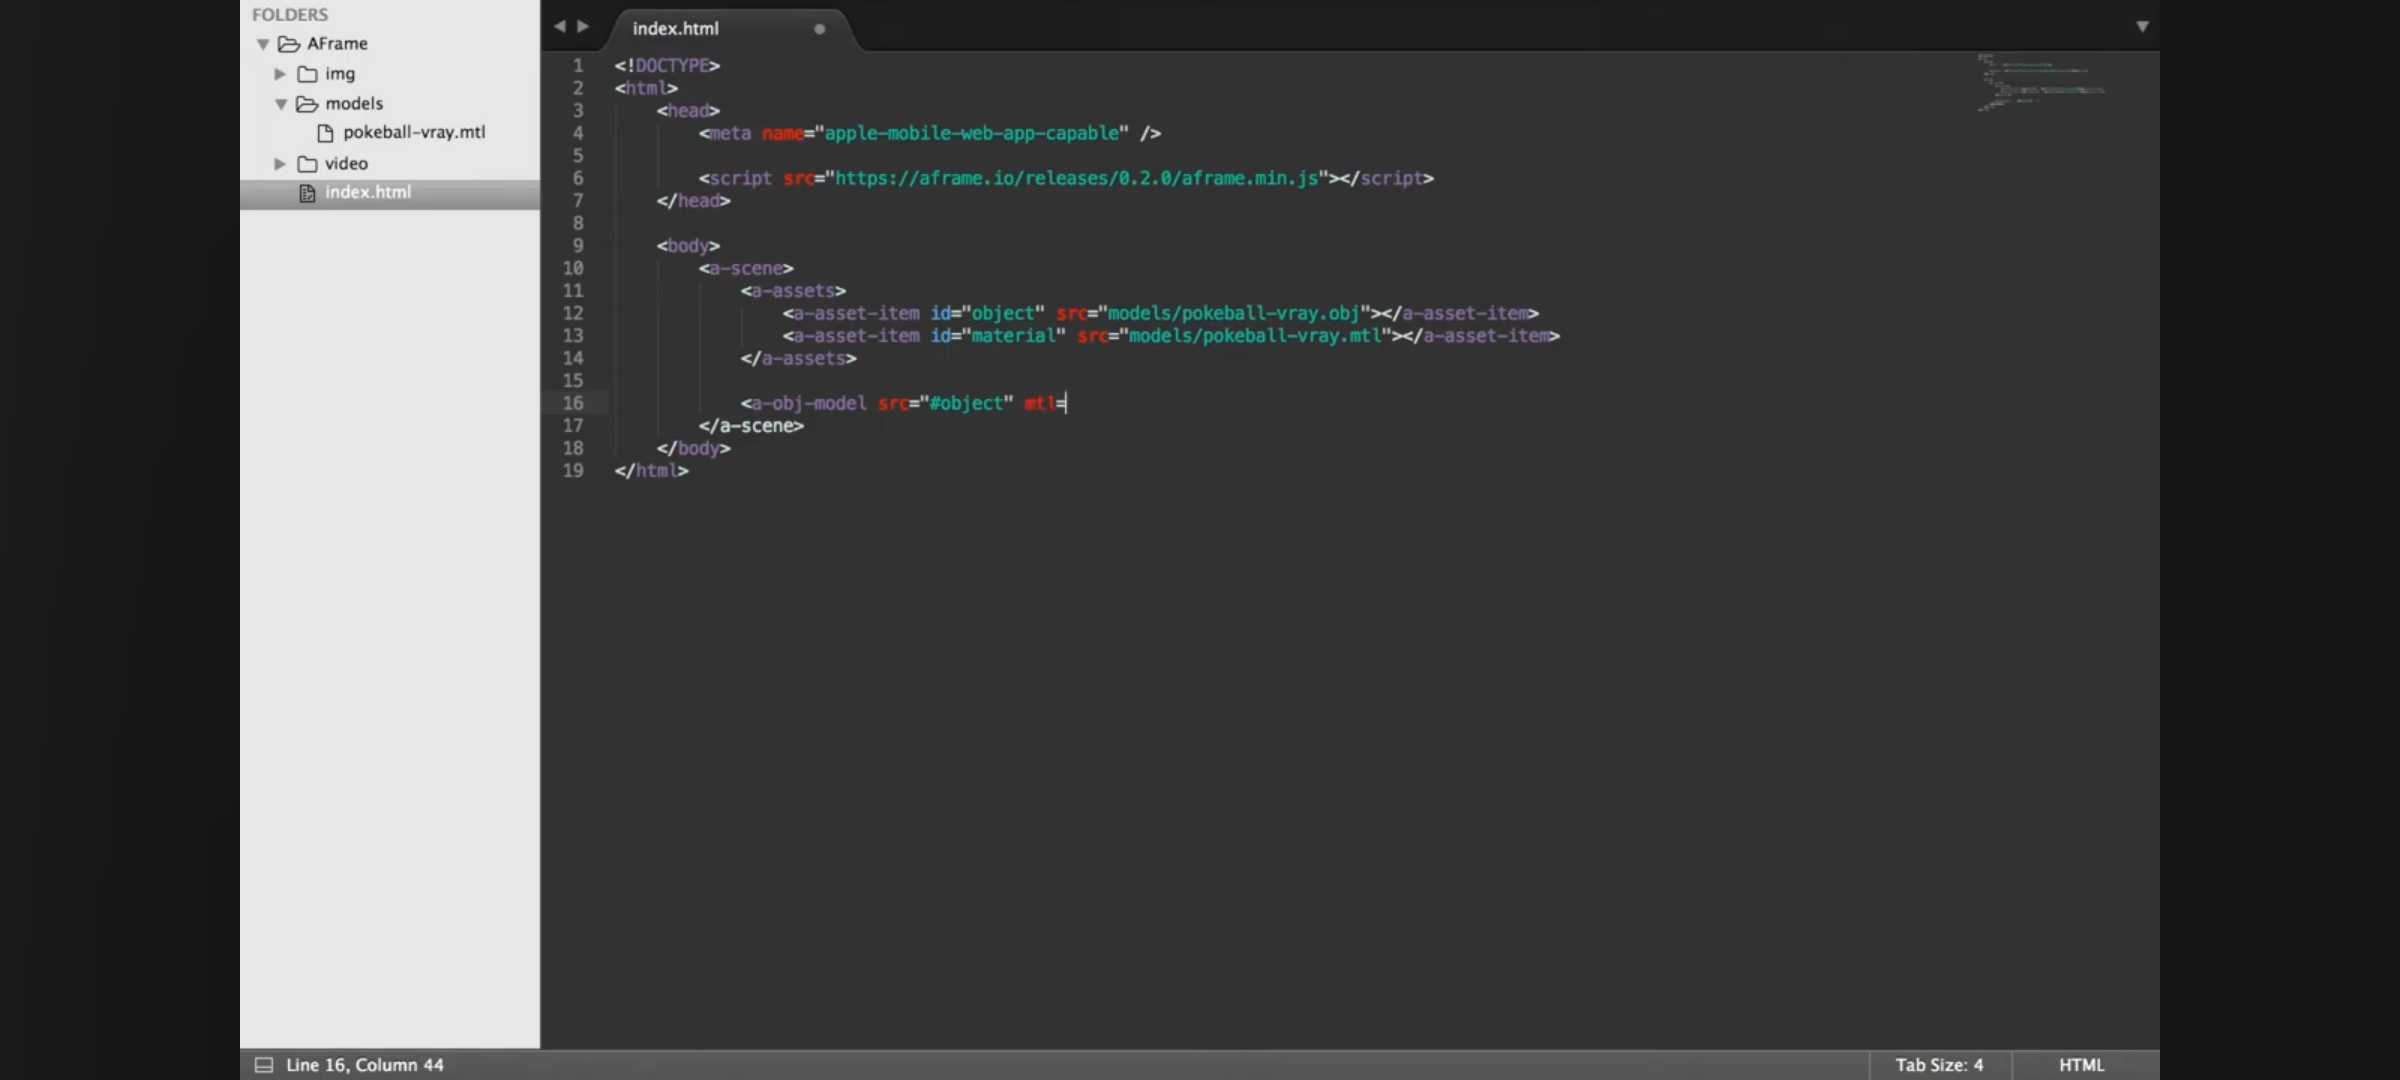 FOLDERS
AFrame
img
models
pokeball-vray.mtl
video
index.html
index.html
1 <!DOCTYPE>
2 <html>
3 <head>
4 <meta name="apple-mobile-web-app-capable" />
5
6 <script src="https://aframe.io/releases/0.2.0/aframe.min.js"></script>
7 </head>
8
9 <body>
10 <a-scene>
11 <a-assets>
12 <a-asset-item id="object" src="models/pokeball-vray.obj"></a-asset-item>
13 <a-asset-item id="material" src="models/pokeball-vray.mtl"></a-asset-item>
14 </a-assets>
15
16 <a-obj-model src="#object" mtl=
17 </a-scene>
18 </body>
19 </html>
Line 16, Column 44
Tab Size: 4
HTML